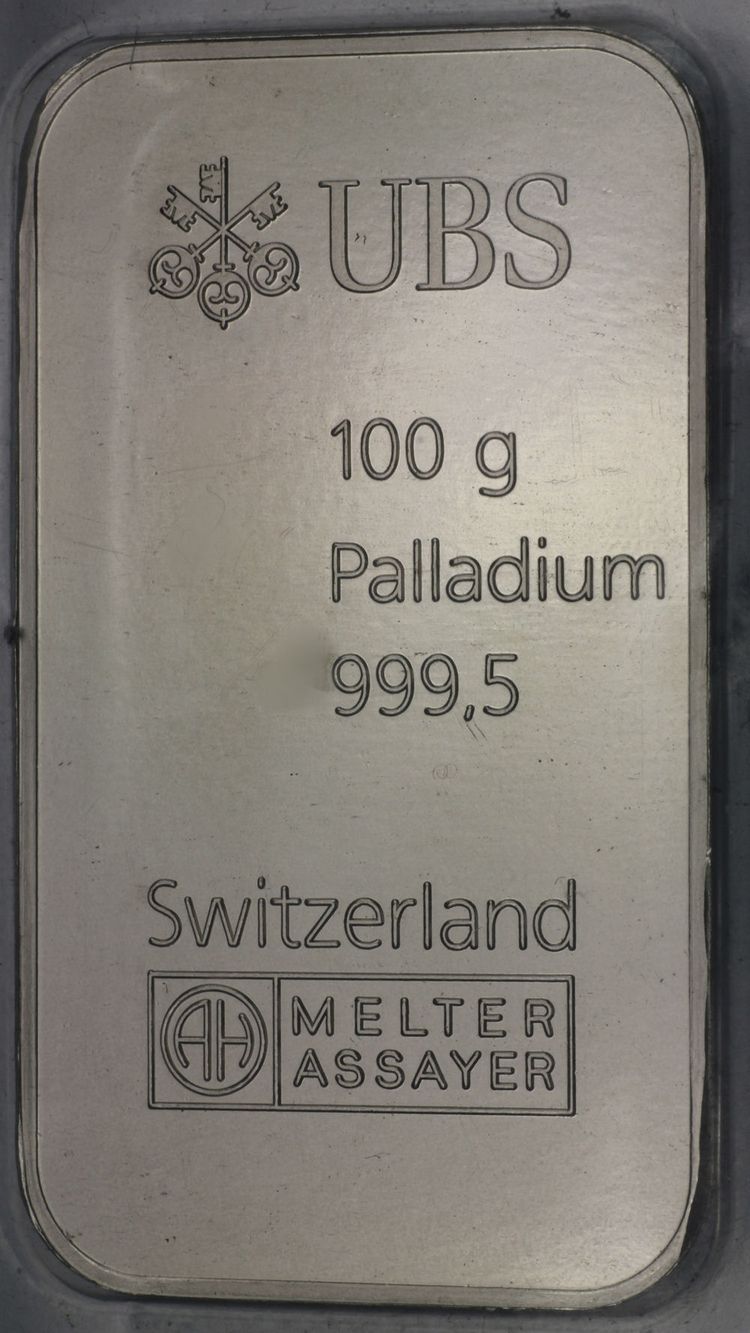 UBS
100 g
Palladium
999,5
Switzerland
AH MELTER
ASSAYER